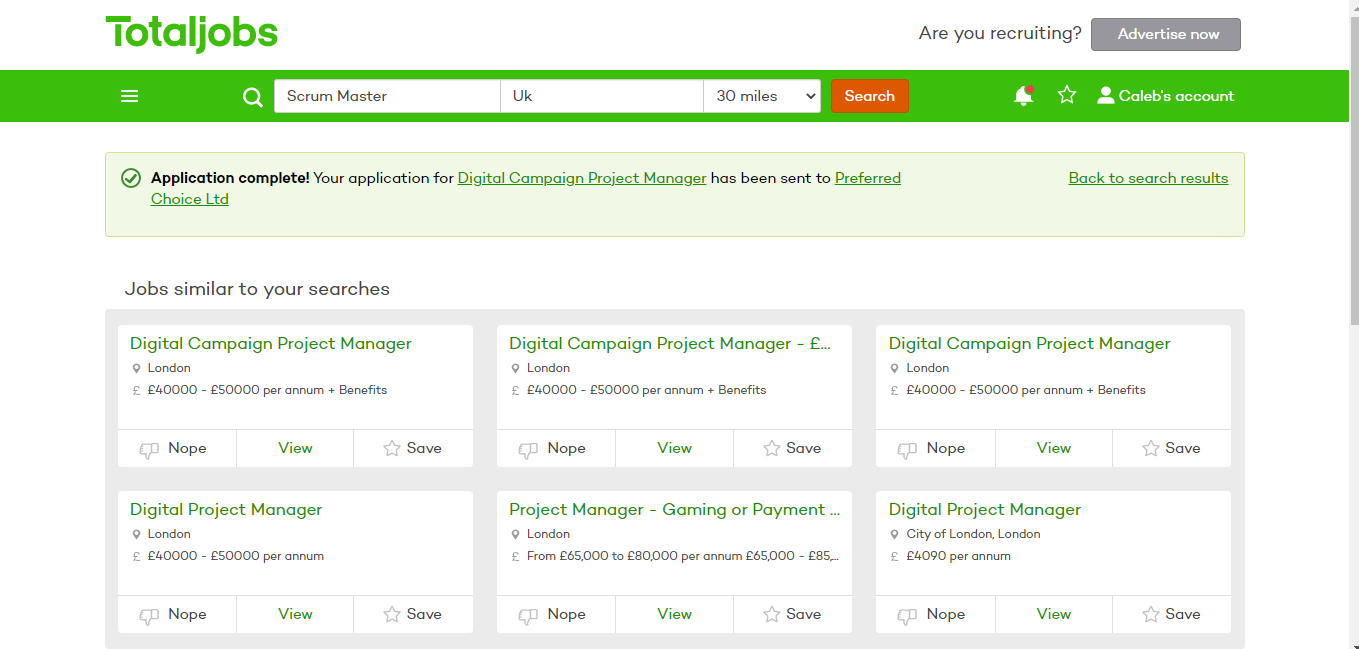 Totaljobs
Are you recruiting? Advertise now
Scrum Master Uk 30 miles Search Caleb's account
Application complete! Your application for Digital Campaign Project Manager has been sent to Preferred
Choice Ltd
Back to search results
Jobs similar to your searches
Digital Campaign Project Manager
London
£ £40000 - £50000 per annum + Benefits
Nope View Save
Digital Campaign Project Manager - £...
London
£ £40000 - £50000 per annum + Benefits
Nope View Save
Digital Campaign Project Manager
London
£ £40000 - £50000 per annum + Benefits
Nope View Save
Digital Project Manager
London
£ £40000 - £50000 per annum
Nope View Save
Project Manager - Gaming or Payment ...
London
£ From £65,000 to £80,000 per annum £65,000 - £85,...
Nope View Save
Digital Project Manager
City of London, London
£ £4090 per annum
Nope View Save